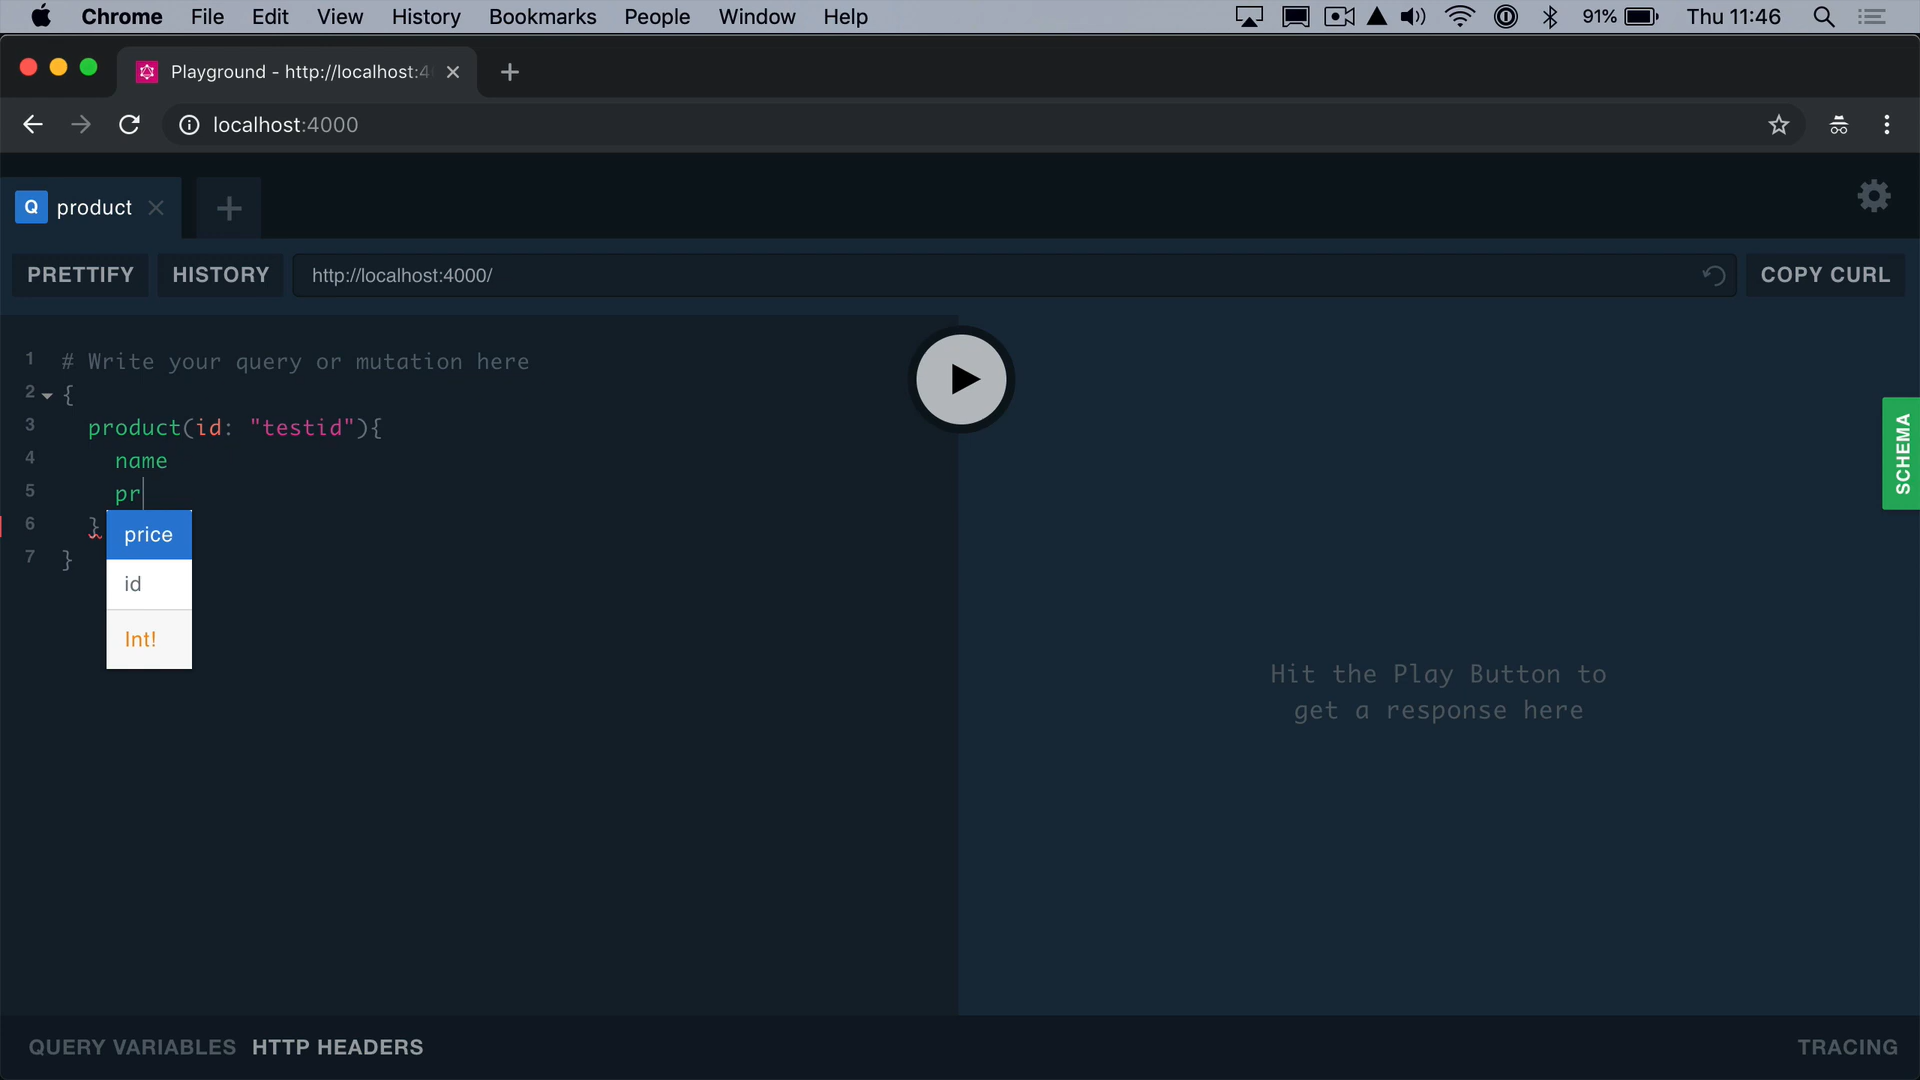 Chrome File Edit View History Bookmarks People Window Help 91% Thu 11:46
Playground - http://localhost:4
localhost:4000
Q product
PRETTIFY HISTORY http://localhost:4000/ COPY CURL
1 # Write your query or mutation here
2 {
3 product(id: "testid"){
4 name
5 pr
6 }
7 }
price
id
Int!
Hit the Play Button to
get a response here
SCHEMA
QUERY VARIABLES HTTP HEADERS TRACING